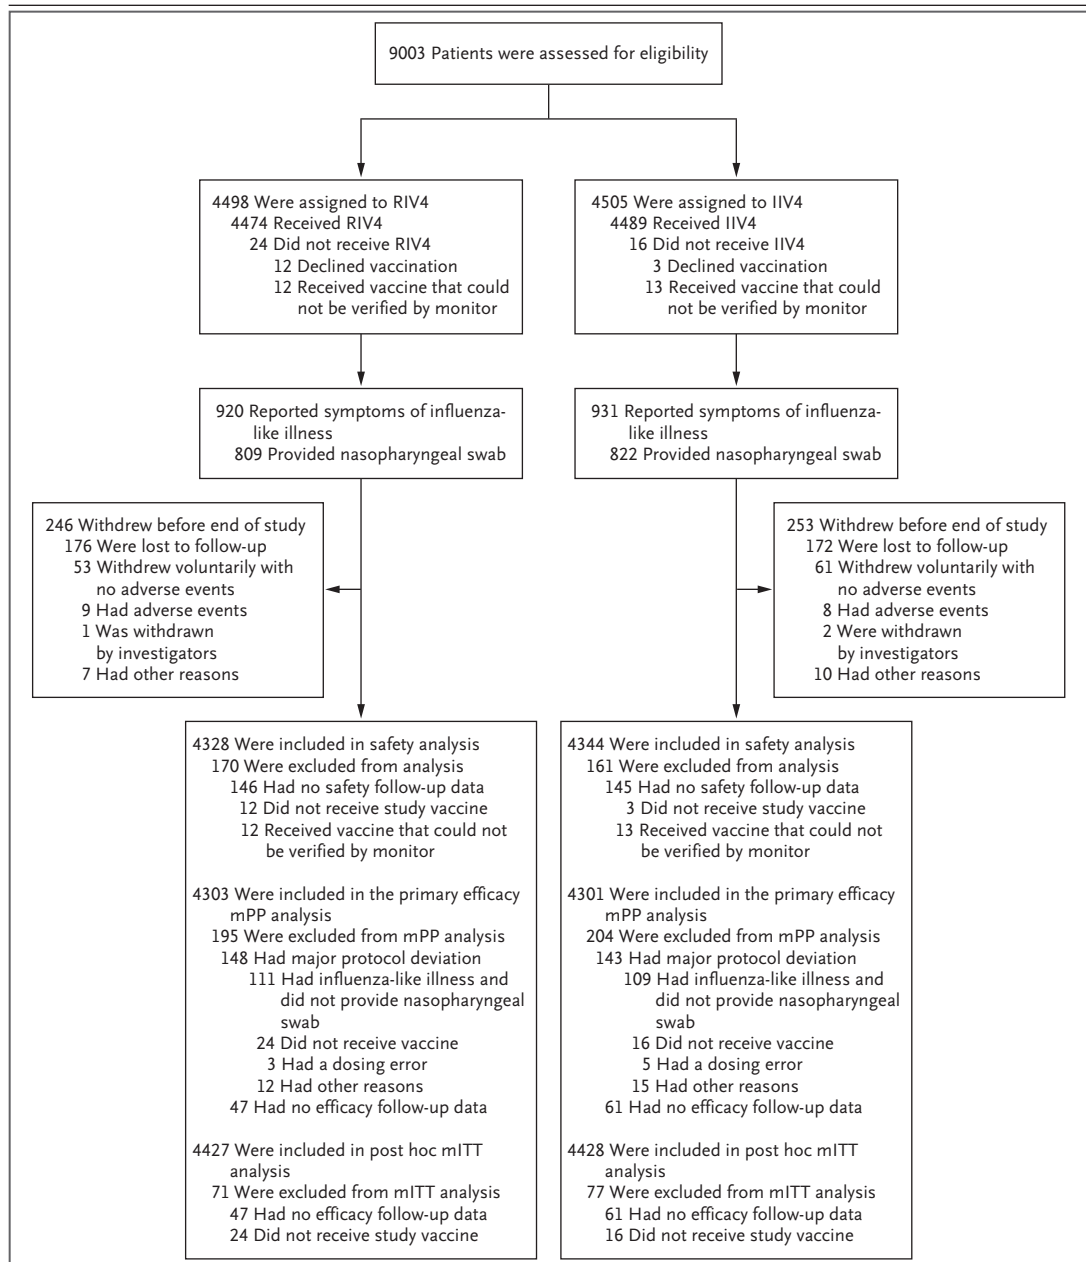 9003 Patients were assessed for eligibility
4498 Were assigned to RIV4
4474 Received RIV4
24 Did not receive RIV4
12 Declined vaccination
12 Received vaccine that could
not be verified by monitor
4505 Were assigned to IIV4
4489 Received IIV4
16 Did not receive IIV4
3 Declined vaccination
13 Received vaccine that could
not be verified by monitor
920 Reported symptoms of influenza-
like illness
809 Provided nasopharyngeal swab
931 Reported symptoms of influenza-
like illness
822 Provided nasopharyngeal swab
246 Withdrew before end of study
176 Were lost to follow-up
53 Withdrew voluntarily with
no adverse events
9 Had adverse events
1 Was withdrawn
by investigators
7 Had other reasons
253 Withdrew before end of study
172 Were lost to follow-up
61 Withdrew voluntarily with
no adverse events
8 Had adverse events
2 Were withdrawn
by investigators
10 Had other reasons
4328 Were included in safety analysis
170 Were excluded from analysis
146 Had no safety follow-up data
12 Did not receive study vaccine
12 Received vaccine that could not
be verified by monitor
4303 Were included in the primary efficacy
mPP analysis
195 Were excluded from mPP analysis
148 Had major protocol deviation
111 Had influenza-like illness and
did not provide nasopharyngeal
swab
24 Did not receive vaccine
3 Had a dosing error
12 Had other reasons
47 Had no efficacy follow-up data
4427 Were included in post hoc mITT
analysis
71 Were excluded from mITT analysis
47 Had no efficacy follow-up data
24 Did not receive study vaccine
4344 Were included in safety analysis
161 Were excluded from analysis
145 Had no safety follow-up data
3 Did not receive study vaccine
13 Received vaccine that could not
be verified by monitor
4301 Were included in the primary efficacy
mPP analysis
204 Were excluded from mPP analysis
143 Had major protocol deviation
109 Had influenza-like illness and
did not provide nasopharyngeal
swab
16 Did not receive vaccine
5 Had a dosing error
15 Had other reasons
61 Had no efficacy follow-up data
4428 Were included in post hoc mITT
analysis
77 Were excluded from mITT analysis
61 Had no efficacy follow-up data
16 Did not receive study vaccine